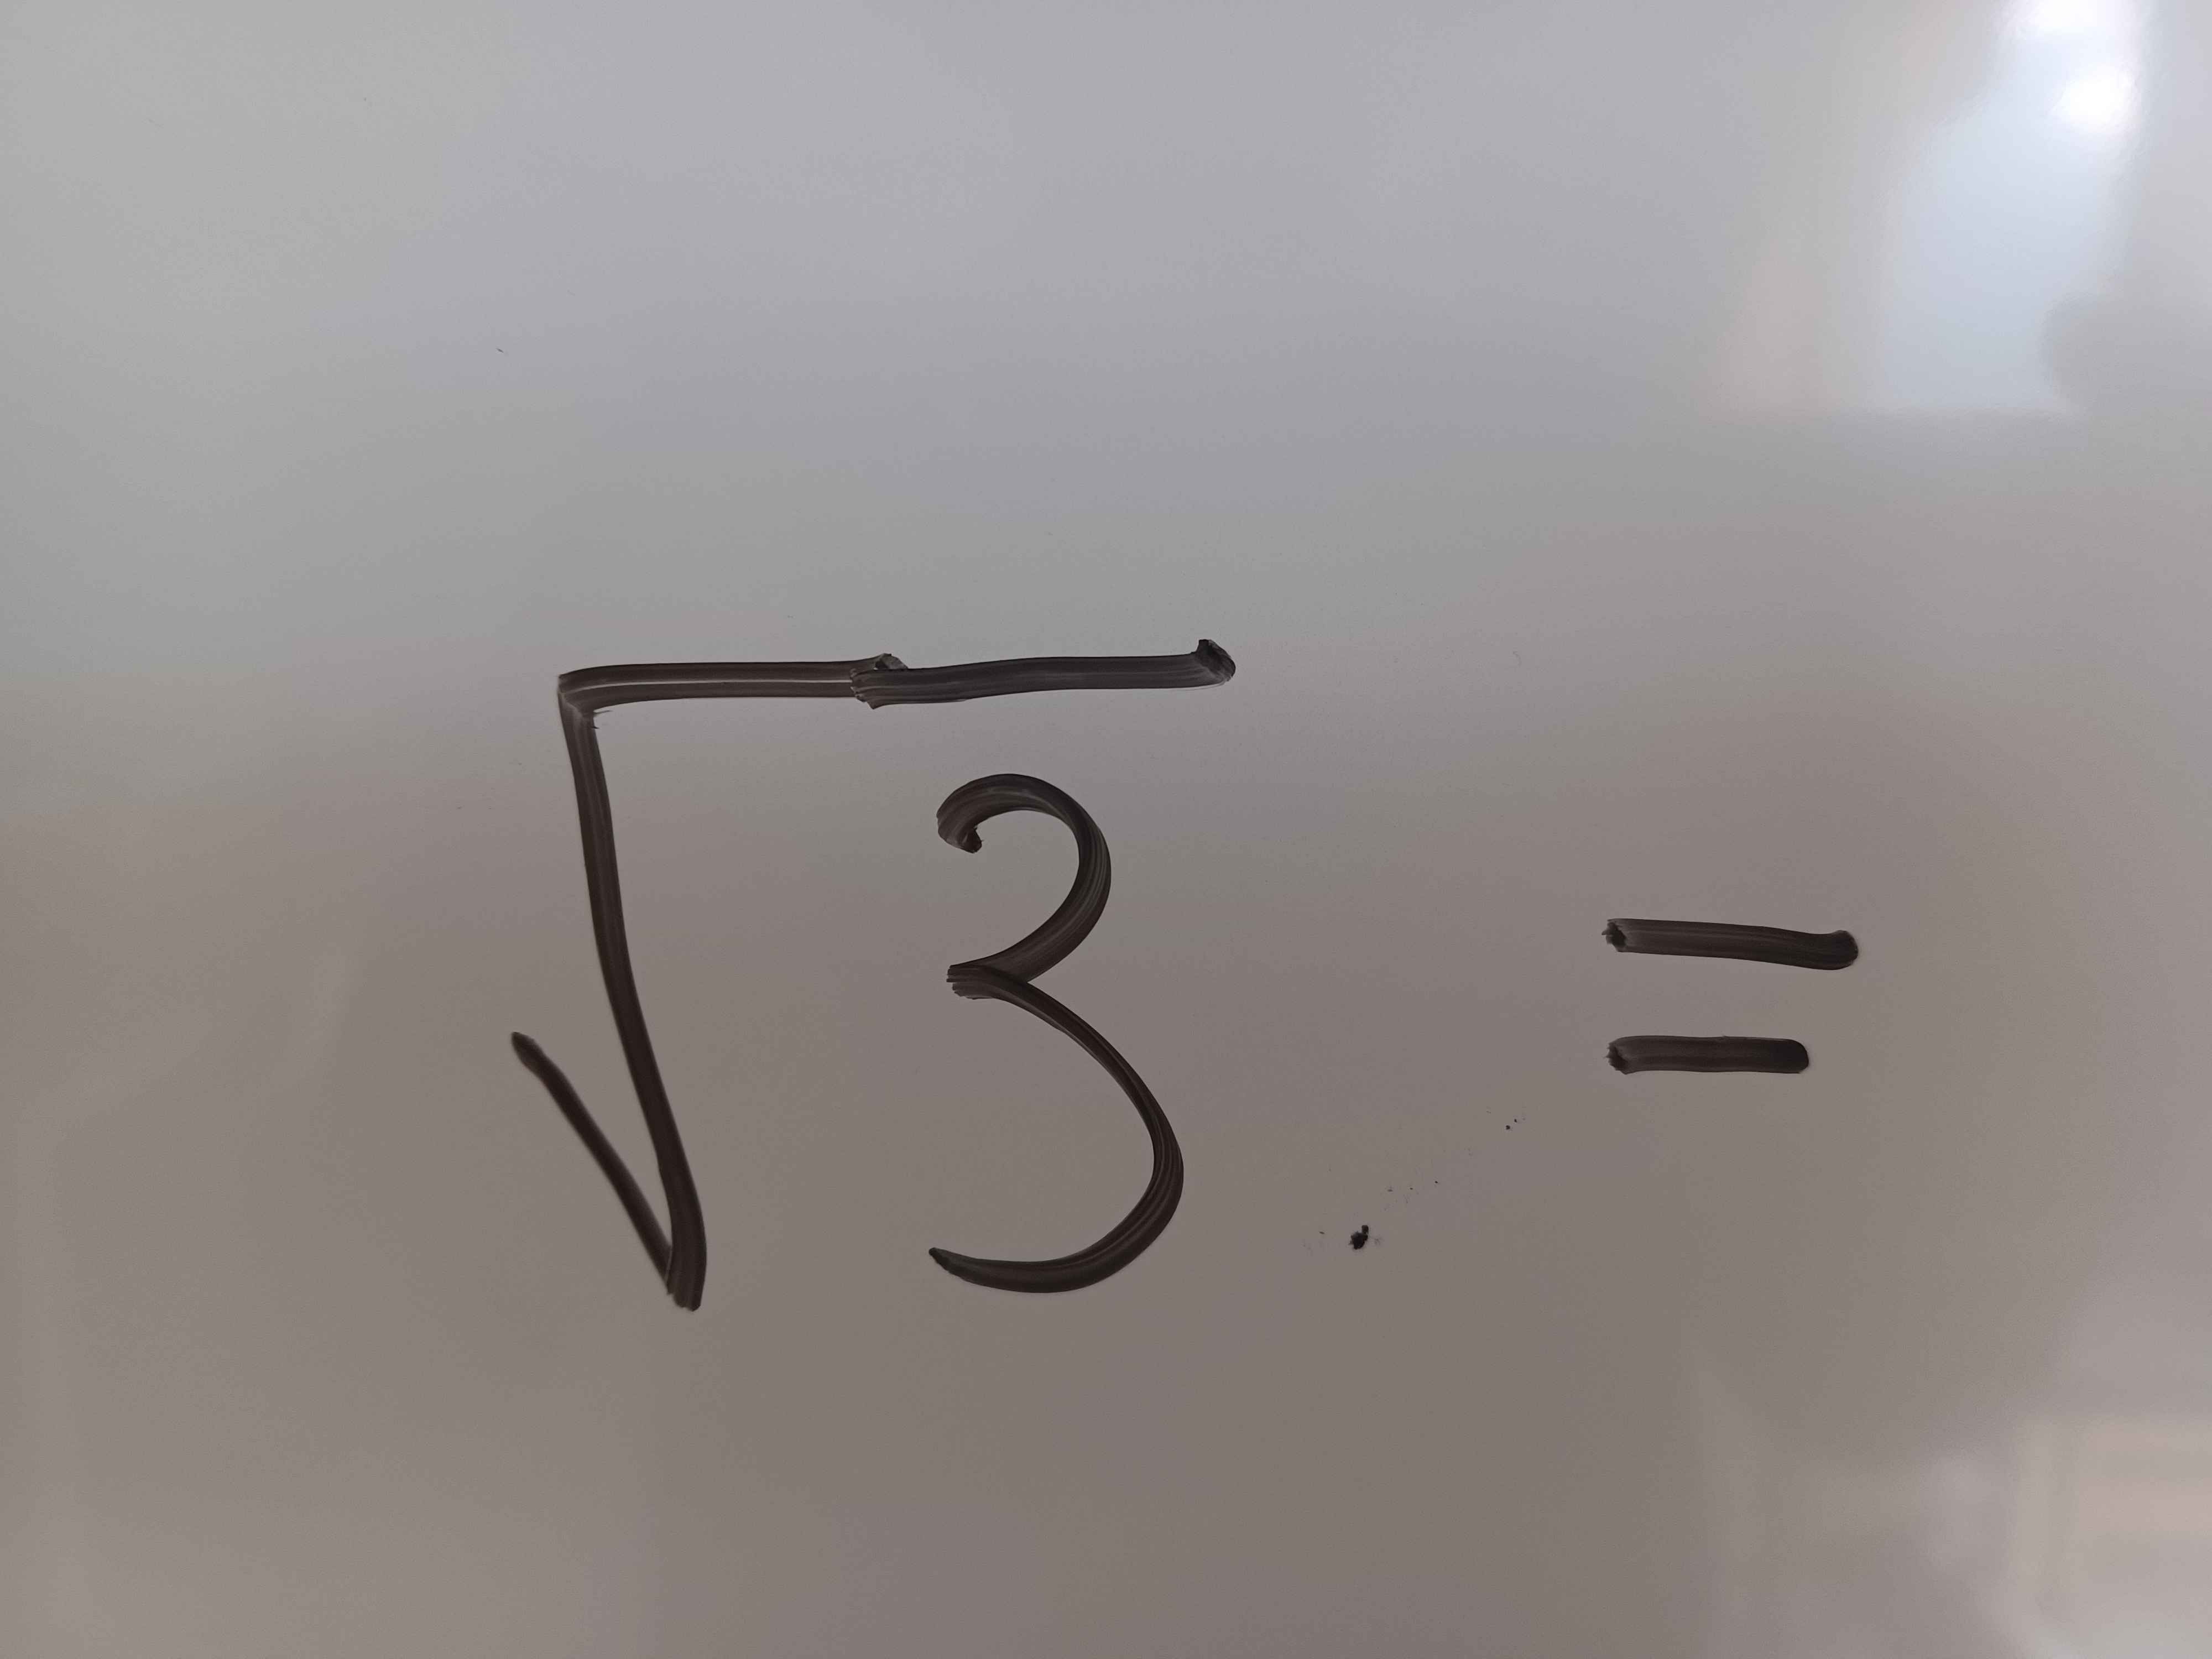 √3 =